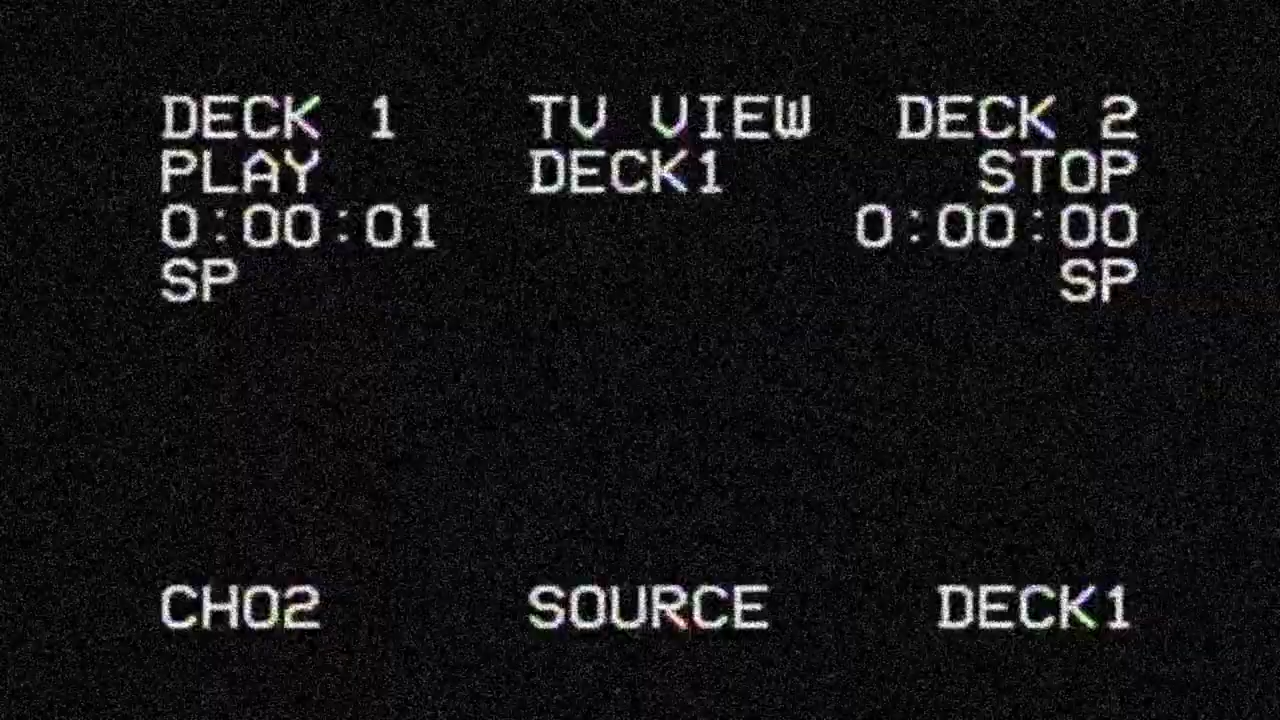 DECK 1 TV VIEW DECK 2
PLAY DECK1 STOP
0:00:01 0:00:00
SP SP
CH02 SOURCE DECK1